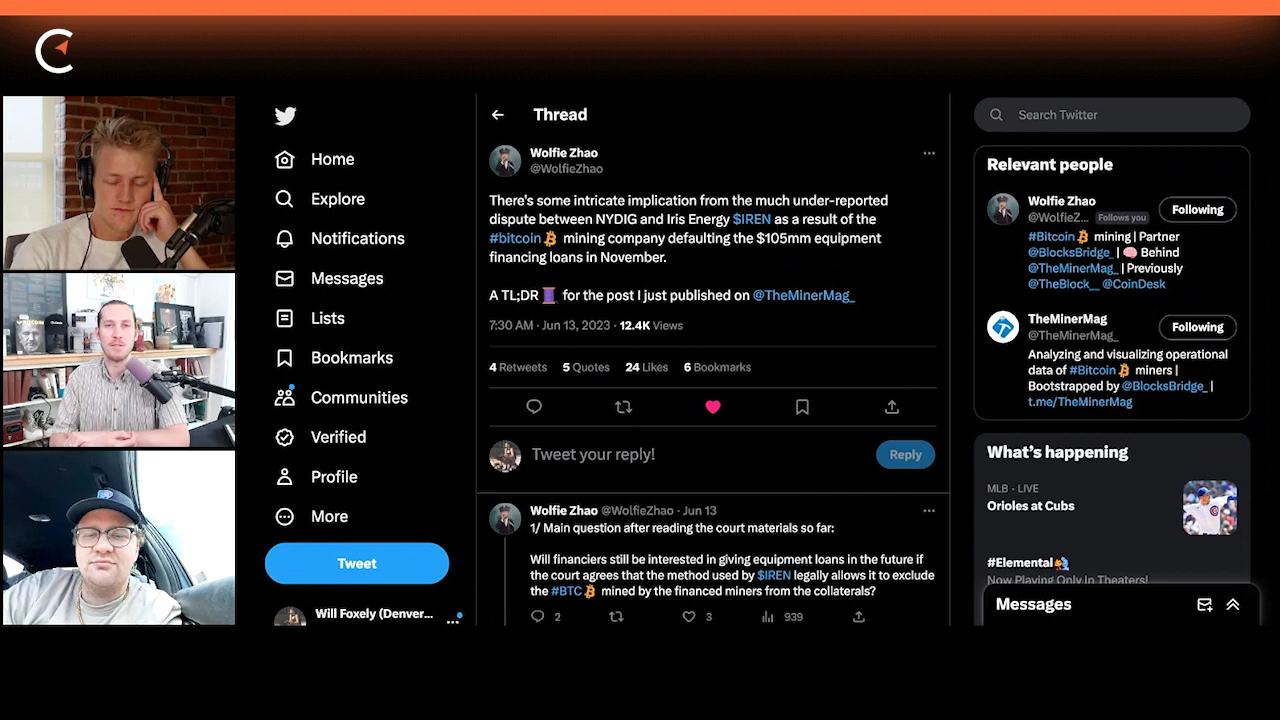 Home
Explore
Notifications
Messages
Lists
Bookmarks
Communities
Verified
Profile
More
Tweet
Will Foxely (Denver...
Thread
Wolfie Zhao
@WolfieZhao
There's some intricate implication from the much under-reported
dispute between NYDIG and Iris Energy $IREN as a result of the
#bitcoin mining company defaulting the $105mm equipment
financing loans in November.
A TL;DR 🧵 for the post I just published on @TheMinerMag_
7:30 AM · Jun 13, 2023 · 12.4K Views
4 Retweets 5 Quotes 24 Likes 6 Bookmarks
Tweet your reply!
Reply
Wolfie Zhao @WolfieZhao · Jun 13
1/ Main question after reading the court materials so far:
Will financiers still be interested in giving equipment loans in the future if
the court agrees that the method used by $IREN legally allows it to exclude
the #BTC mined by the financed miners from the collaterals?
2 3 939
Search Twitter
Relevant people
Wolfie Zhao
@WolfieZ... Follows you
Following
#Bitcoin mining | Partner
@BlocksBridge_ | 🧠 Behind
@TheMinerMag_ | Previously
@TheBlock__ @CoinDesk
TheMinerMag
@TheMinerMag_
Following
Analyzing and visualizing operational
data of #Bitcoin miners |
Bootstrapped by @BlocksBridge_ |
t.me/TheMinerMag
What's happening
MLB · LIVE
Orioles at Cubs
#Elemental
Now Playing Only In Theaters!
Messages